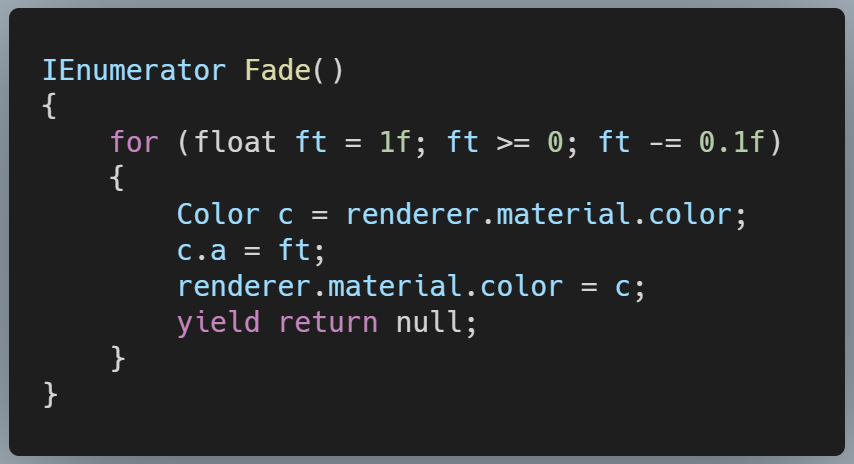 IEnumerator Fade()
{
    for (float ft = 1f; ft >= 0; ft -= 0.1f)
    {
        Color c = renderer.material.color;
        c.a = ft;
        renderer.material.color = c;
        yield return null;
    }
}